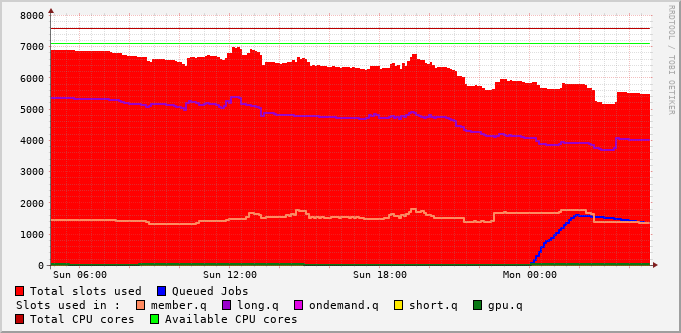 8000
7000
6000
5000
4000
3000
2000
1000
0
Sun 06:00 Sun 12:00 Sun 18:00 Mon 00:00
RRDTOOL / TOBI OETIKER
Total slots used Queued Jobs
Slots used in : member.q long.q ondemand.q short.q gpu.q
Total CPU cores Available CPU cores